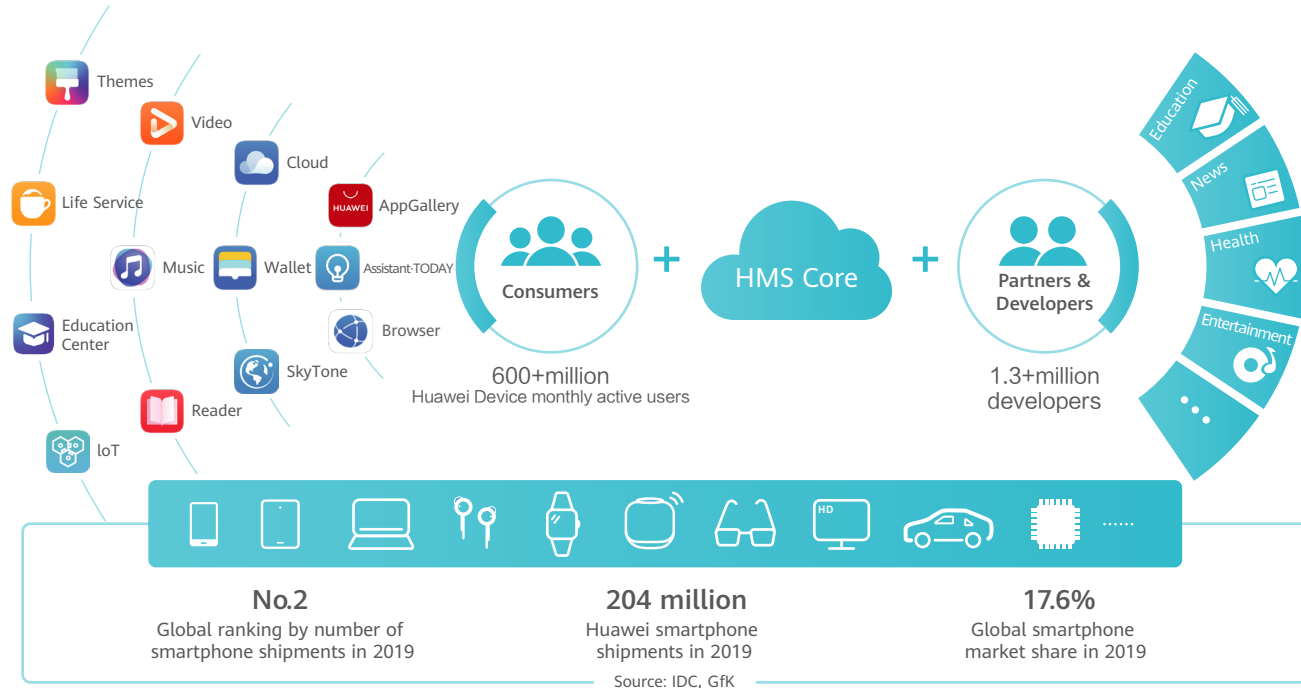 Themes
Video
Cloud
Life Service
HUAWEI
AppGallery
Music
Wallet
Assistant·TODAY
Education
Center
Browser
SkyTone
Reader
IoT
Consumers
600+million
Huawei Device monthly active users
HMS Core
Partners &
Developers
1.3+million
developers
Education
News
Health
Entertainment
...
HD
......
No.2
Global ranking by number of
smartphone shipments in 2019
204 million
Huawei smartphone
shipments in 2019
17.6%
Global smartphone
market share in 2019
Source: IDC, GfK